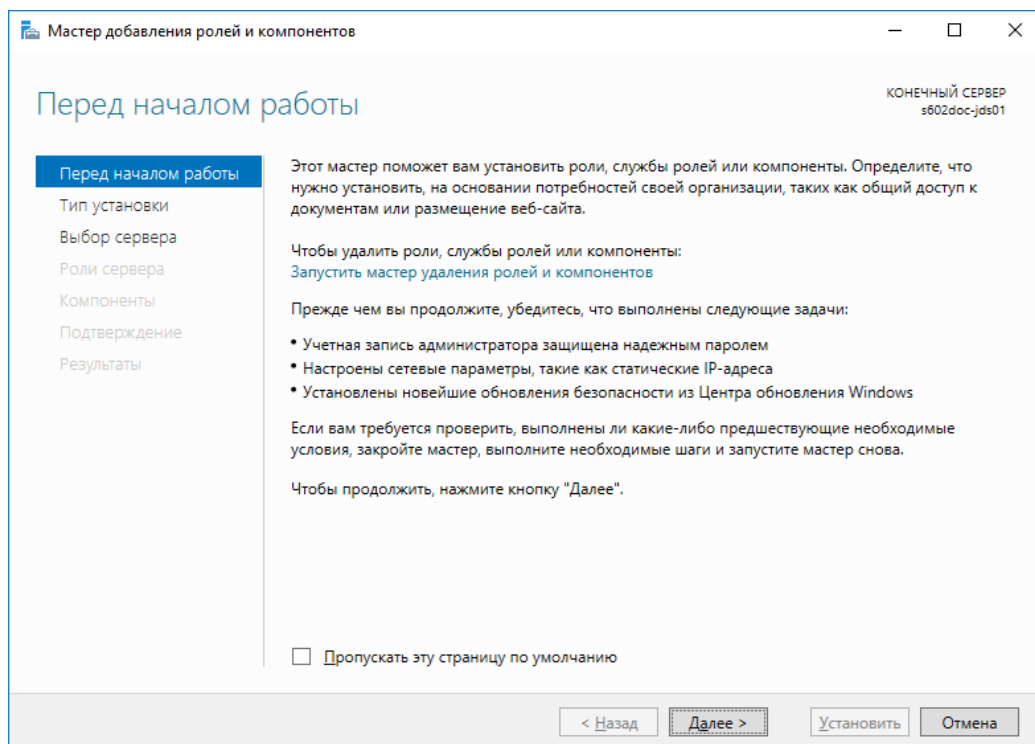 Мастер добавления ролей и компонентов
Перед началом работы
КОНЕЧНЫЙ СЕРВЕР
s602doc-jds01
Перед началом работы
Тип установки
Выбор сервера
Роли сервера
Компоненты
Подтверждение
Результаты
Этот мастер поможет вам установить роли, службы ролей или компоненты. Определите, что
нужно установить, на основании потребностей своей организации, таких как общий доступ к
документам или размещение веб-сайта.
Чтобы удалить роли, службы ролей или компоненты:
Запустить мастер удаления ролей и компонентов
Прежде чем вы продолжите, убедитесь, что выполнены следующие задачи:
• Учетная запись администратора защищена надежным паролем
• Настроены сетевые параметры, такие как статические IP-адреса
• Установлены новейшие обновления безопасности из Центра обновления Windows
Если вам требуется проверить, выполнены ли какие-либо предшествующие необходимые
условия, закройте мастер, выполните необходимые шаги и запустите мастер снова.
Чтобы продолжить, нажмите кнопку "Далее".
Пропускать эту страницу по умолчанию
< Назад Далее > Установить Отмена